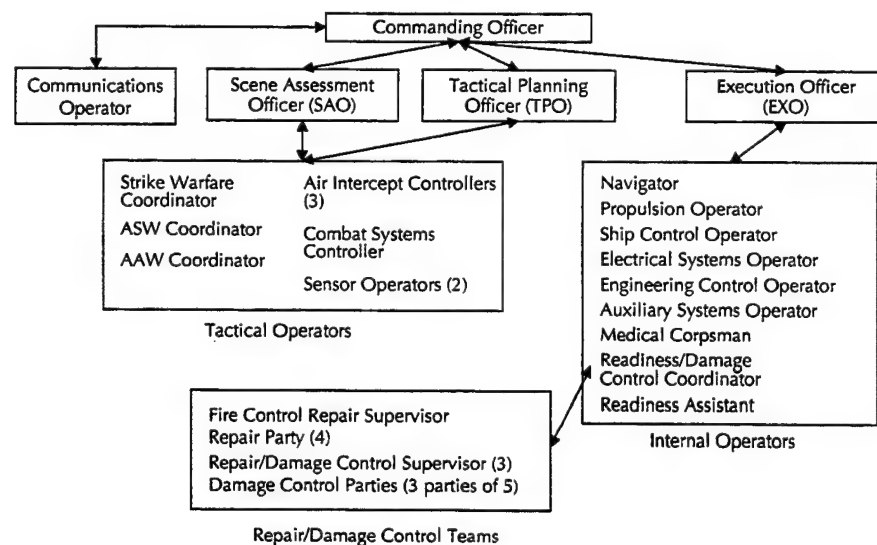 Commanding Officer
Communications
Operator
Scene Assessment
Officer (SAO)
Tactical Planning
Officer (TPO)
Execution Officer
(EXO)
Strike Warfare
Coordinator
ASW Coordinator
AAW Coordinator
Air Intercept Controllers
(3)
Combat Systems
Controller
Sensor Operators (2)
Tactical Operators
Navigator
Propulsion Operator
Ship Control Operator
Electrical Systems Operator
Engineering Control Operator
Auxiliary Systems Operator
Medical Corpsman
Readiness/Damage
Control Coordinator
Readiness Assistant
Internal Operators
Fire Control Repair Supervisor
Repair Party (4)
Repair/Damage Control Supervisor (3)
Damage Control Parties (3 parties of 5)
Repair/Damage Control Teams